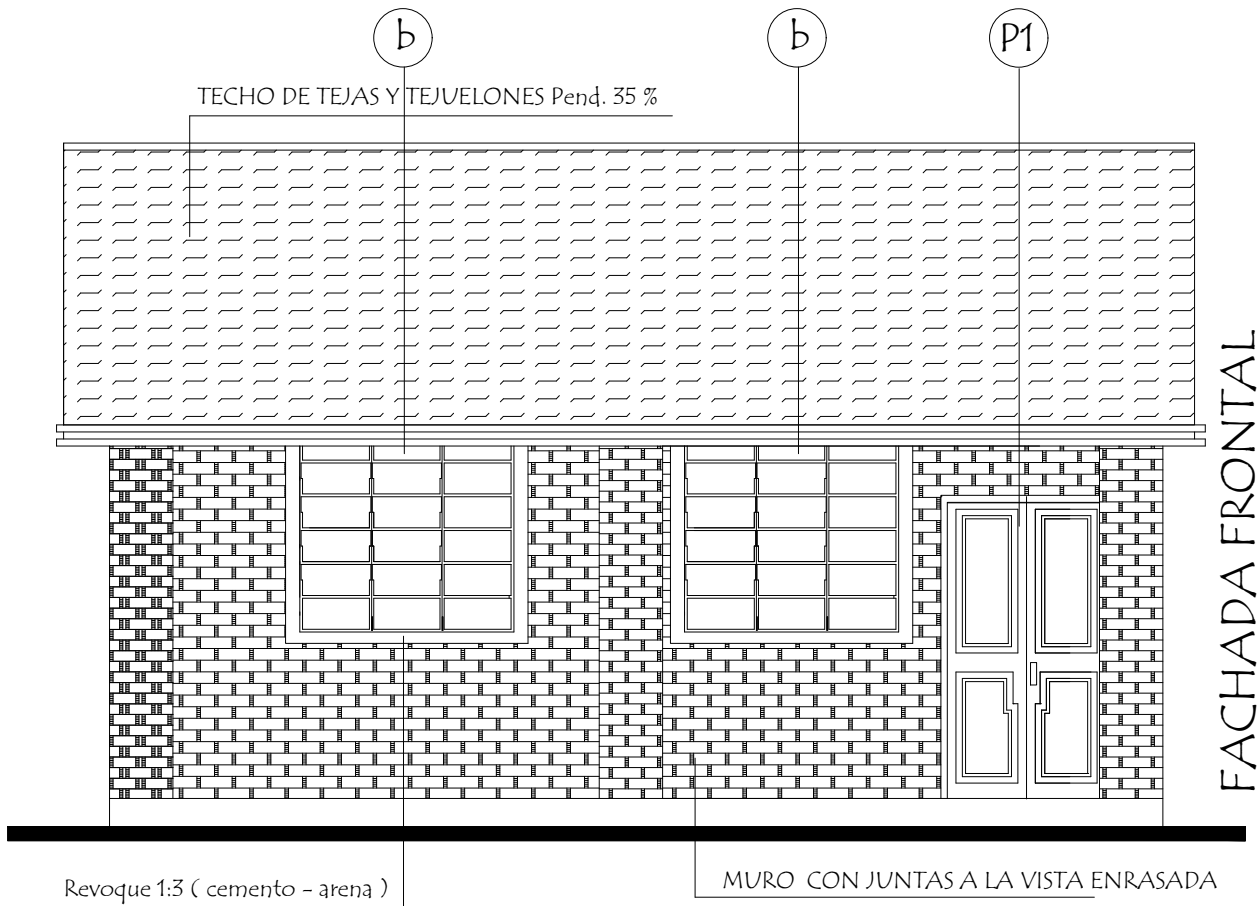 b
b
P1
TECHO DE TEJAS Y TEJUELONES Pend. 35 %
FACHADA FRONTAL
Revoque 1:3 ( cemento - arena )
MURO CON JUNTAS A LA VISTA ENRASADA